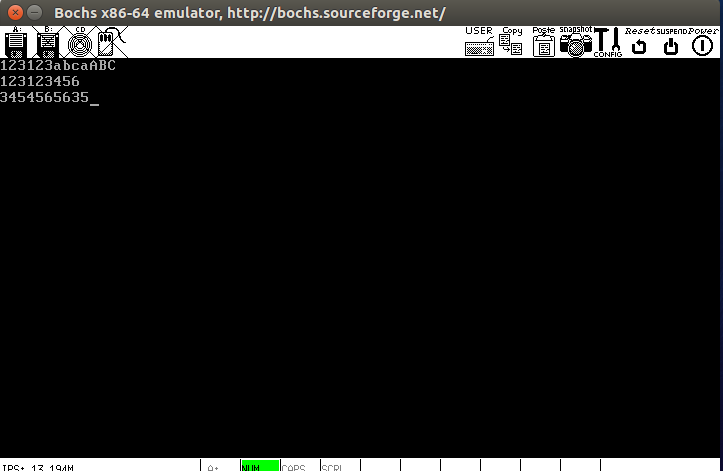 Bochs x86-64 emulator, http://bochs.sourceforge.net/
A: B: CD USER Copy Paste snapshot CONFIG Reset SUSPEND Power
123123abcaABC
123123456
3454565635_
IPS: 13.194M A: NUM CAPS SCRL